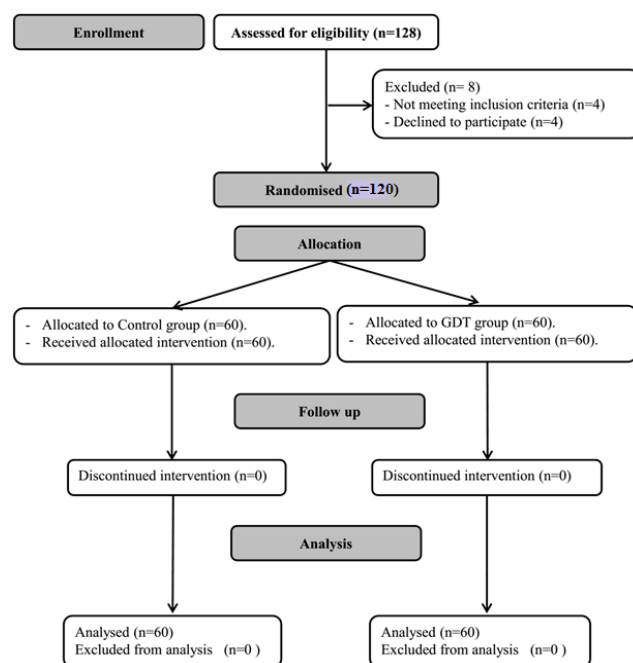 Enrollment
Assessed for eligibility (n=128)
Excluded (n= 8)
- Not meeting inclusion criteria (n=4)
- Declined to participate (n=4)
Randomised (n=120)
Allocation
- Allocated to Control group (n=60).
- Received allocated intervention (n=60).
- Allocated to GDT group (n=60).
- Received allocated intervention (n=60).
Follow up
Discontinued intervention (n=0)
Discontinued intervention (n=0)
Analysis
Analysed (n=60)
Excluded from analysis (n=0 )
Analysed (n=60)
Excluded from analysis (n=0 )